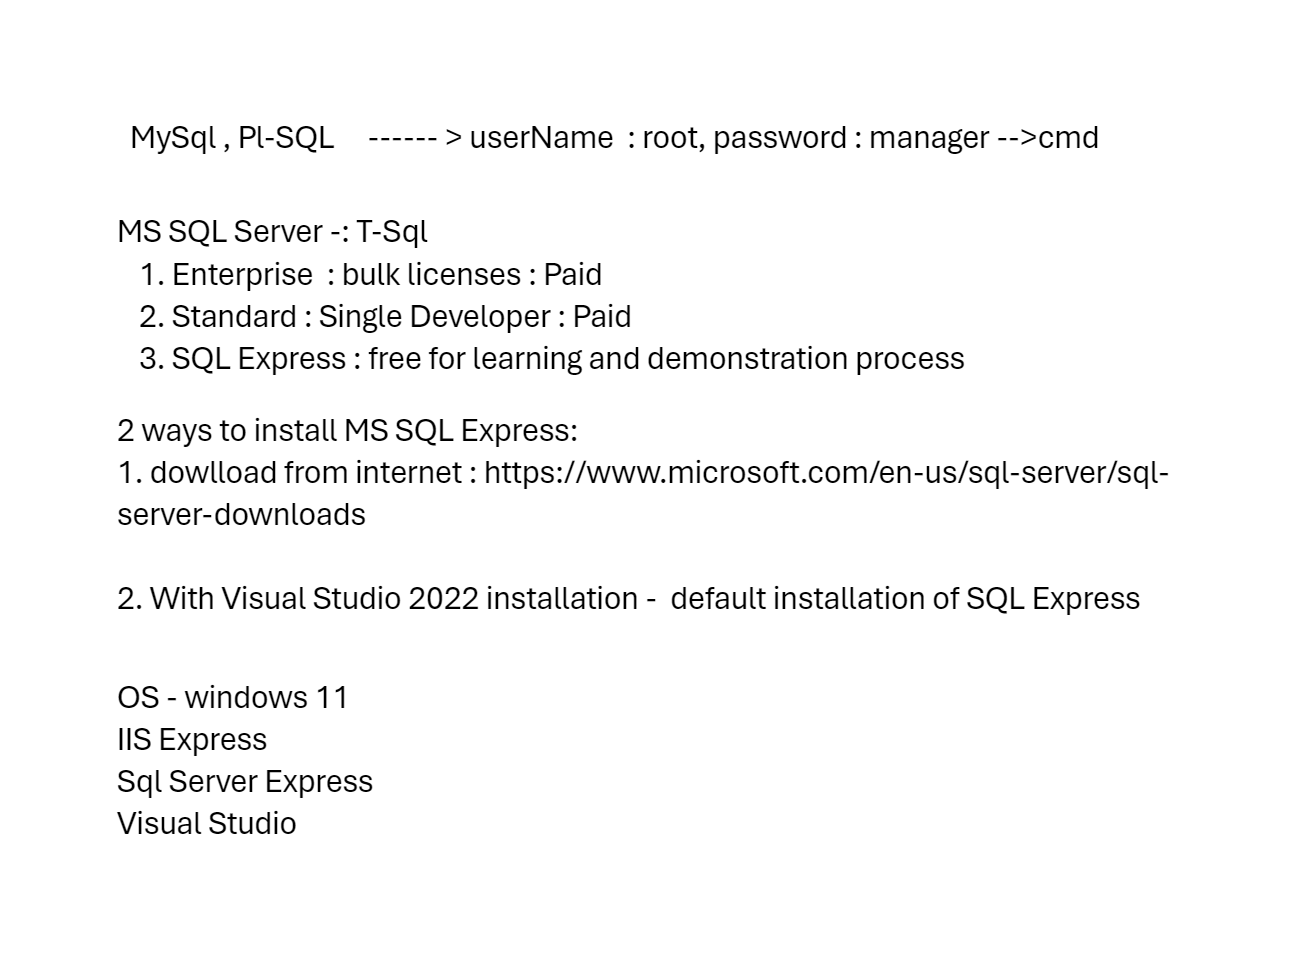 MySql , Pl-SQL ------ > userName : root, password : manager -->cmd
MS SQL Server -: T-Sql
1. Enterprise : bulk licenses : Paid
2. Standard : Single Developer : Paid
3. SQL Express : free for learning and demonstration process
2 ways to install MS SQL Express:
1. dowlload from internet : https://www.microsoft.com/en-us/sql-server/sql-
server-downloads
2. With Visual Studio 2022 installation - default installation of SQL Express
OS - windows 11
IIS Express
Sql Server Express
Visual Studio